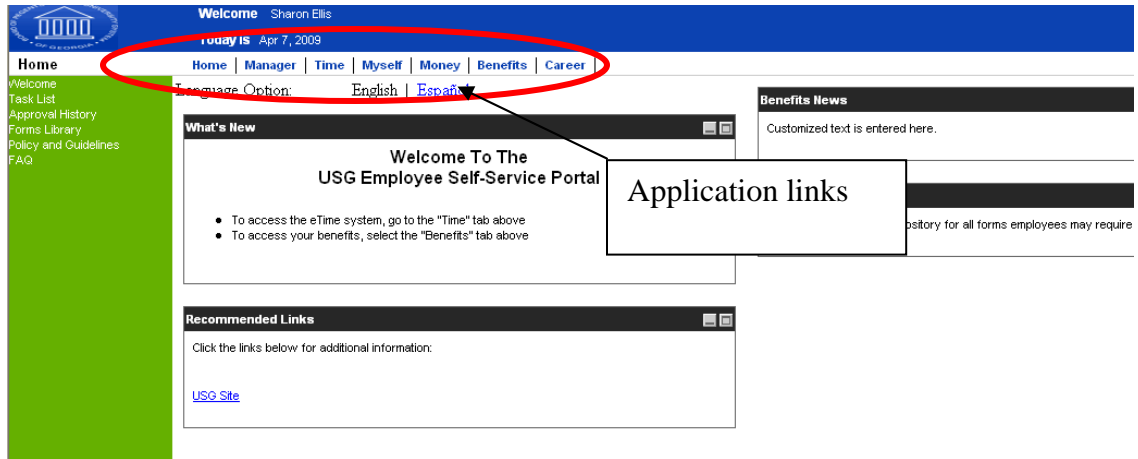 Welcome Sharon Ellis
Today is Apr 7, 2009
Home
Home | Manager | Time | Myself | Money | Benefits | Career |
Welcome
Task List
Approval History
Forms Library
Policy and Guidelines
FAQ
Language Option: English | Español
What's New
Welcome To The
USG Employee Self-Service Portal
● To access the eTime system, go to the "Time" tab above
● To access your benefits, select the "Benefits" tab above
Recommended Links
Click the links below for additional information:
USG Site
Benefits News
Customized text is entered here.
Application links
for all forms employees may require